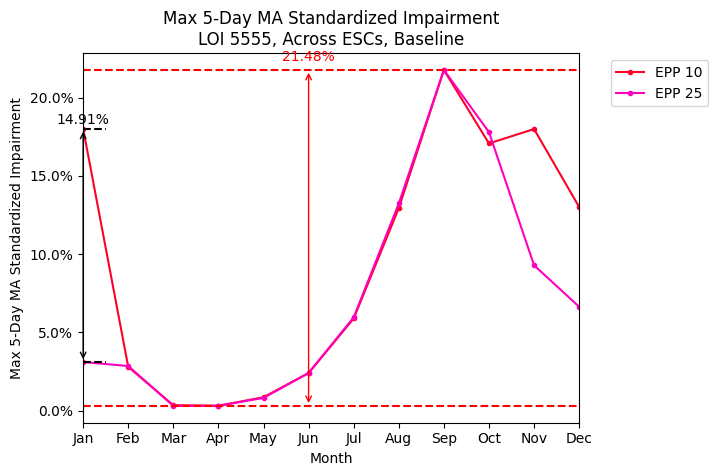 Max 5-Day MA Standardized Impairment
LOI 5555, Across ESCs, Baseline
21.48%
14.91%
EPP 10
EPP 25
Max 5-Day MA Standardized Impairment
20.0%
15.0%
10.0%
5.0%
0.0%
Jan Feb Mar Apr May Jun Jul Aug Sep Oct Nov Dec
Month